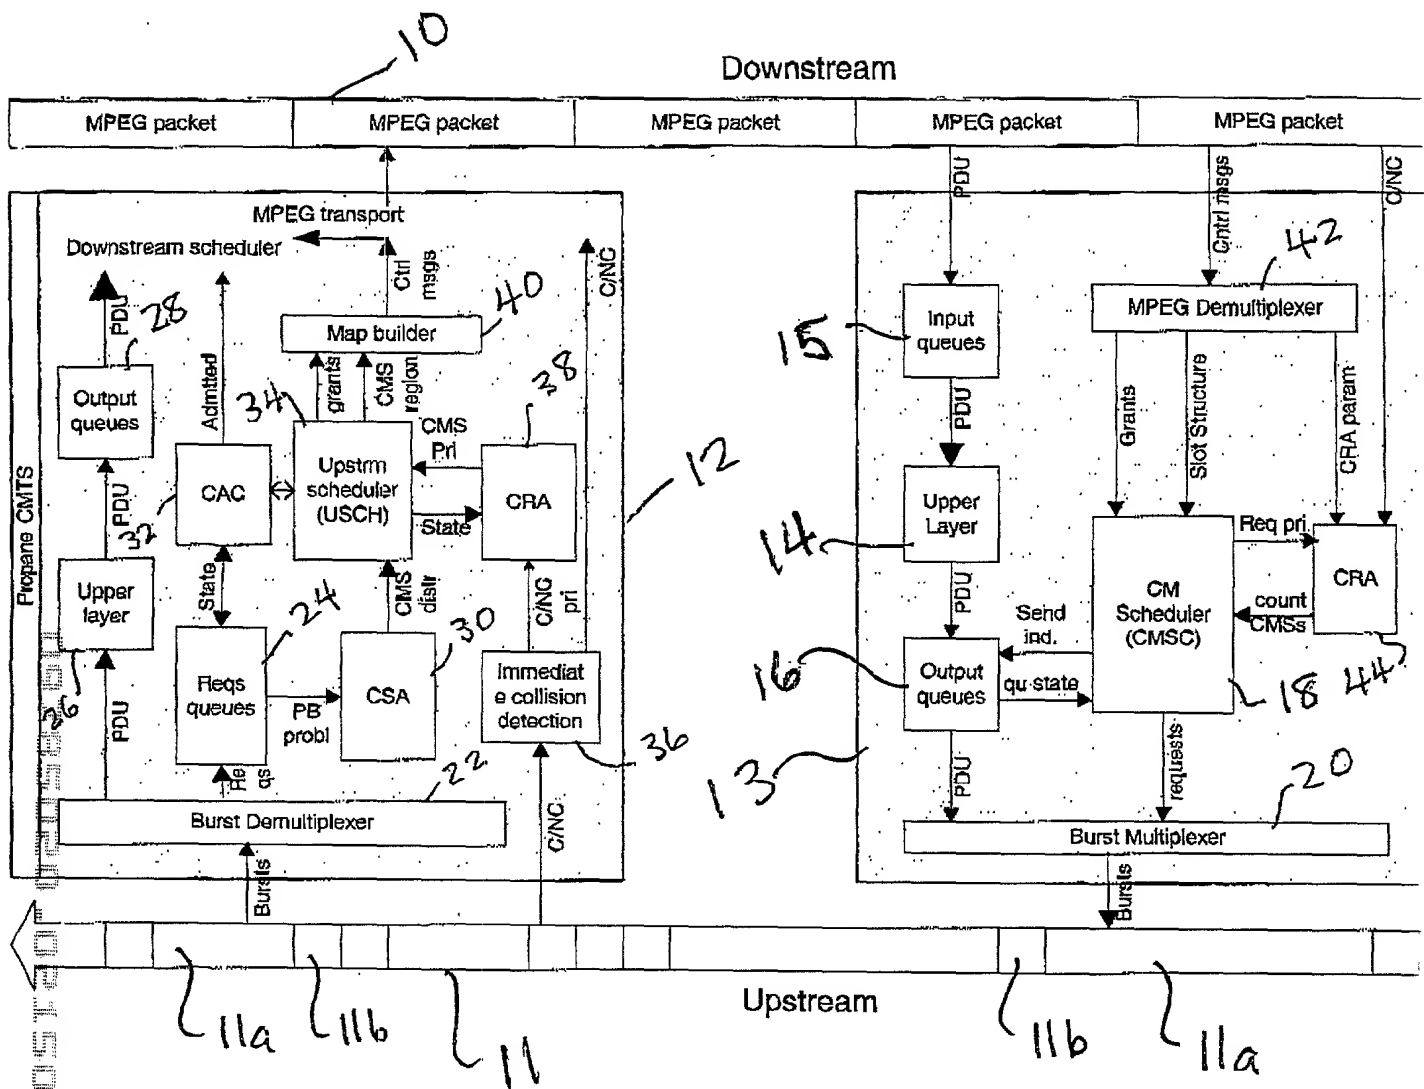 10
Downstream
MPEG packet
MPEG packet
MPEG packet
MPEG packet
MPEG packet
Propane CMTS
MPEG transport
Downstream scheduler
Ctrl
msgs
C/NC
PDU
28
Admitted
40
Map builder
grants
CMS
region
38
Output
queues
34
CAC
32
Upstrm
scheduler
(USCH)
CMS
Pri
State
CRA
12
PDU
Upper
layer
26
State
24
CMS
distr
30
C/NC
pri
Reqs
queues
PB
probl
CSA
Immediat
e collision
detection
36
PDU
Re
qs
22
Burst Demultiplexer
C/NC
Bursts
PDU
Cntrl msgs
C/NC
42
15
Input
queues
MPEG Demultiplexer
PDU
Grants
Slot Structure
CRA param
14
Upper
Layer
PDU
CM
Scheduler
(CMSC)
Req pri
CRA
count
CMSs
44
Send
ind.
16
Output
queues
qu state
18
13
PDU
requests
20
Burst Multiplexer
Bursts
Upstream
11a
11b
11
11b
11a